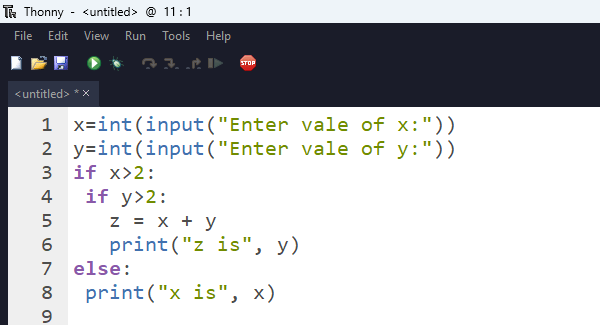 Thonny - <untitled> @ 11 : 1
File Edit View Run Tools Help
STOP
<untitled> * ×
1 x=int(input("Enter vale of x:"))
2 y=int(input("Enter vale of y:"))
3 if x>2:
4  if y>2:
5    z = x + y
6    print("z is", y)
7 else:
8  print("x is", x)
9